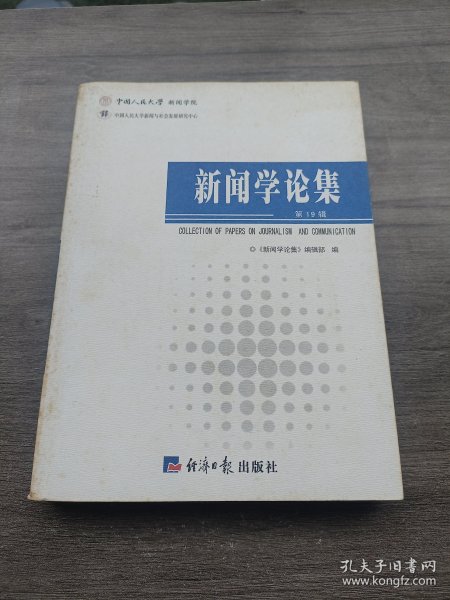 中国人民大学 新闻学院
中国人民大学新闻与社会发展研究中心
新闻学论集
第19辑
COLLECTION OF PAPERS ON JOURNALISM AND COMMUNICATION
◎《新闻学论集》编辑部 编
经济日报出版社
孔夫子旧书网
www.kongfz.com